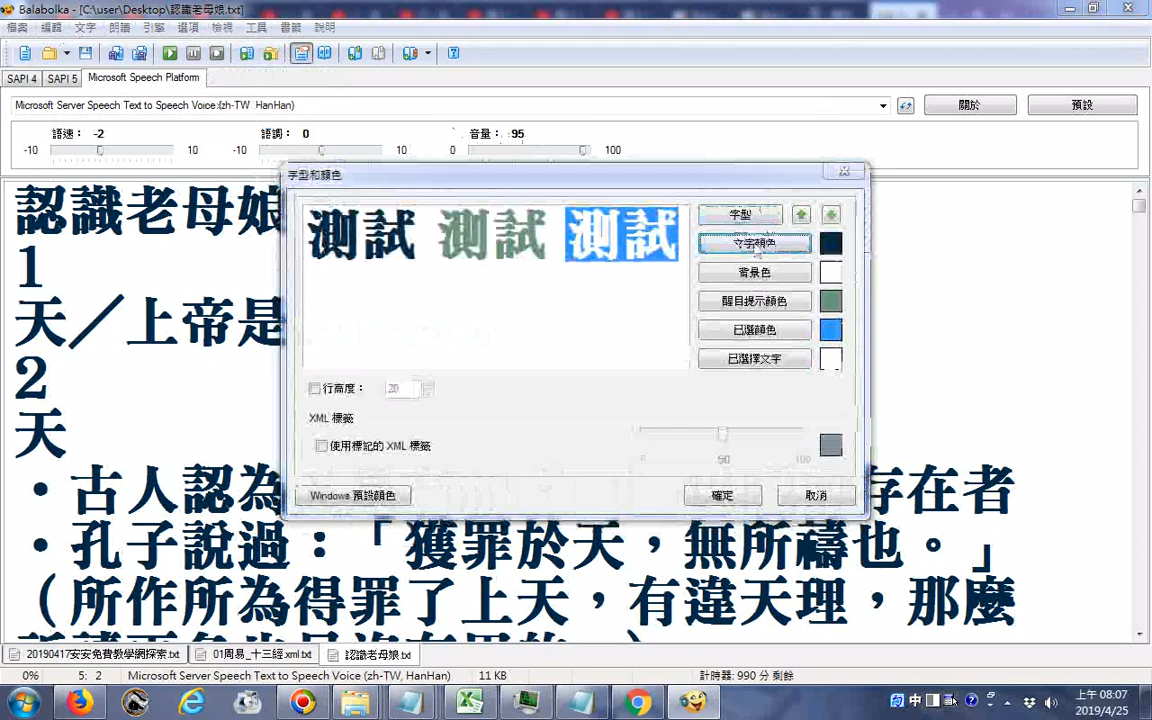 Balabolka - [C:\user\Desktop\認識老母娘.txt]
檔案 編輯 文字 朗讀 引擎 選項 檢視 工具 書籤 說明
SAPI 4 SAPI 5 Microsoft Speech Platform
Microsoft Server Speech Text to Speech Voice (zh-TW, HanHan)
關於 預設
語速： -2 語調： 0 音量： 95
-10 10 -10 10 0 100
字型和顏色
測試 測試 測試
字型
文字顏色
背景色
醒目提示顏色
已選顏色
已選擇文字
行高度： 20
XML 標籤
使用標記的 XML 標籤
0 50 100
Windows 預設顏色 確定 取消
認識老母娘
1
天／上帝是
2
天
・古人認為 存在者
・孔子說過：「獲罪於天，無所禱也。」
（所作所為得罪了上天，有違天理，那麼
20190417安安免費教學網探索.txt 01周易_十三經.xml.txt 認識老母娘.txt
0% 5: 2 Microsoft Server Speech Text to Speech Voice (zh-TW, HanHan) 11 KB 計時器: 990 分 剩餘
中
上午 08:07
2019/4/25